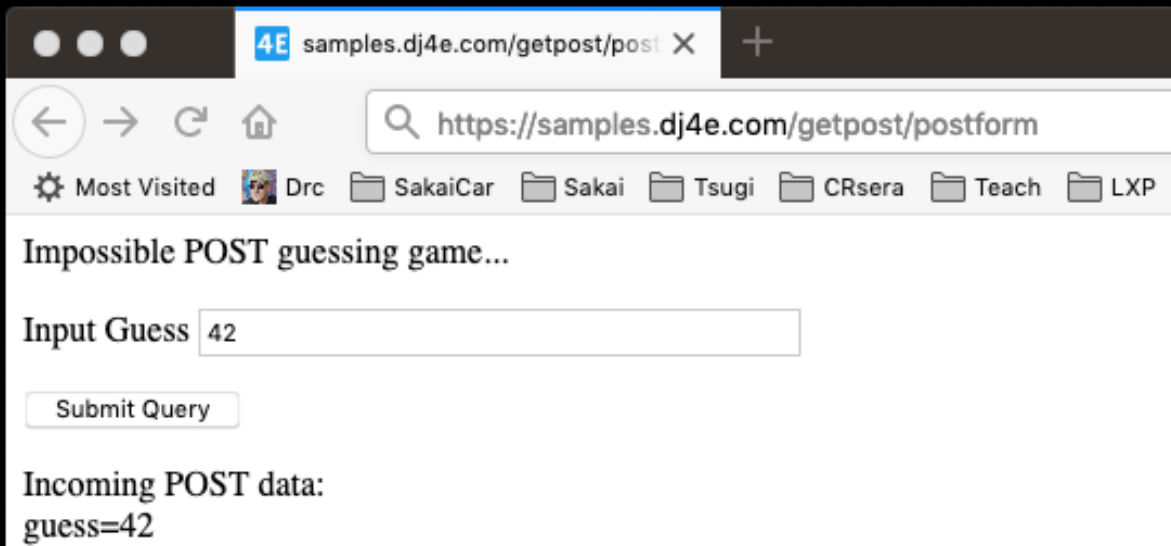 4E samples.dj4e.com/getpost/post
https://samples.dj4e.com/getpost/postform
Most Visited Drc SakaiCar Sakai Tsugi CRsera Teach LXP
Impossible POST guessing game...
Input Guess 42
Submit Query
Incoming POST data:
guess=42